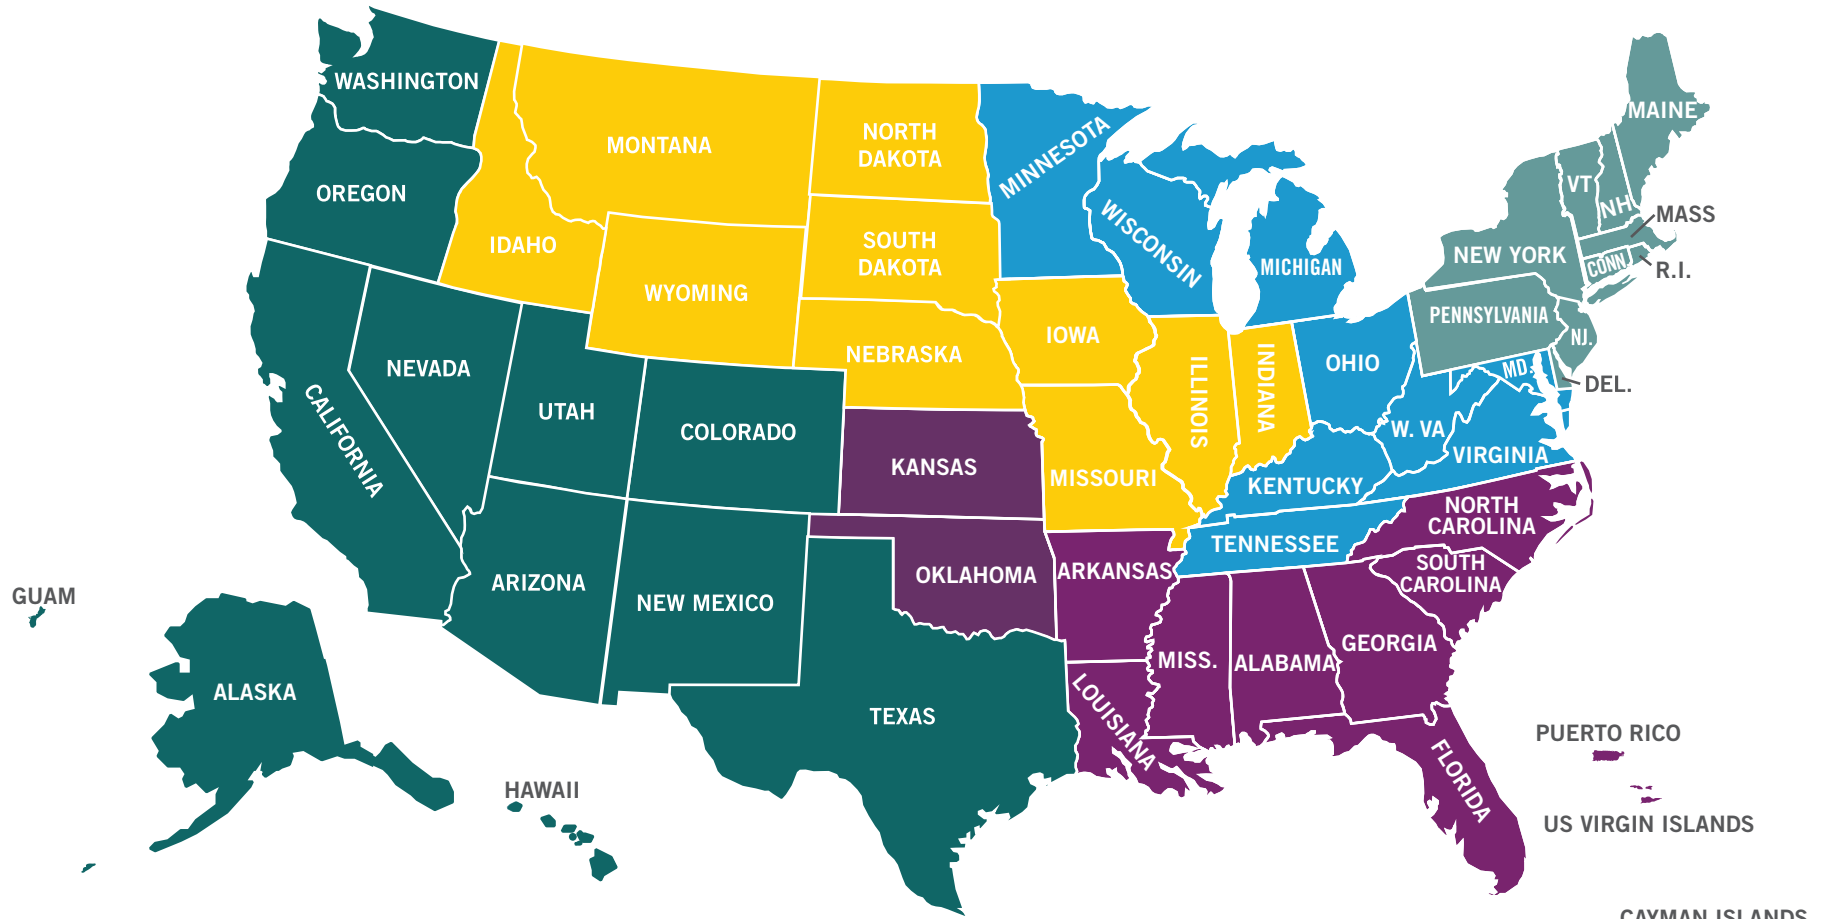 WASHINGTON
OREGON
CALIFORNIA
NEVADA
IDAHO
MONTANA
WYOMING
UTAH
COLORADO
ARIZONA
NEW MEXICO
NORTH
DAKOTA
SOUTH
DAKOTA
NEBRASKA
KANSAS
OKLAHOMA
TEXAS
MINNESOTA
IOWA
MISSOURI
ARKANSAS
LOUISIANA
WISCONSIN
ILLINOIS
MICHIGAN
INDIANA
OHIO
KENTUCKY
TENNESSEE
MISS.
ALABAMA
GEORGIA
FLORIDA
SOUTH
CAROLINA
NORTH
CAROLINA
VIRGINIA
W. VA
MD.
DEL.
PENNSYLVANIA
NJ.
NEW YORK
CONN.
R.I.
MASS
VT
NH
MAINE
GUAM
ALASKA
HAWAII
PUERTO RICO
US VIRGIN ISLANDS
CAYMAN ISLANDS